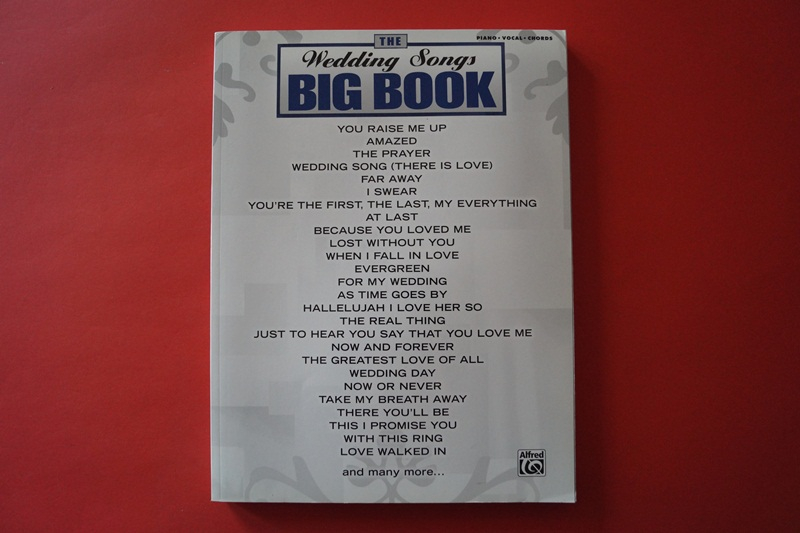 PIANO • VOCAL • CHORDS
THE
Wedding Songs
BIG BOOK
YOU RAISE ME UP
AMAZED
THE PRAYER
WEDDING SONG (THERE IS LOVE)
FAR AWAY
I SWEAR
YOU'RE THE FIRST, THE LAST, MY EVERYTHING
AT LAST
BECAUSE YOU LOVED ME
LOST WITHOUT YOU
WHEN I FALL IN LOVE
EVERGREEN
FOR MY WEDDING
AS TIME GOES BY
HALLELUJAH I LOVE HER SO
THE REAL THING
JUST TO HEAR YOU SAY THAT YOU LOVE ME
NOW AND FOREVER
THE GREATEST LOVE OF ALL
WEDDING DAY
NOW OR NEVER
TAKE MY BREATH AWAY
THERE YOU'LL BE
THIS I PROMISE YOU
WITH THIS RING
LOVE WALKED IN
and many more...
Alfred